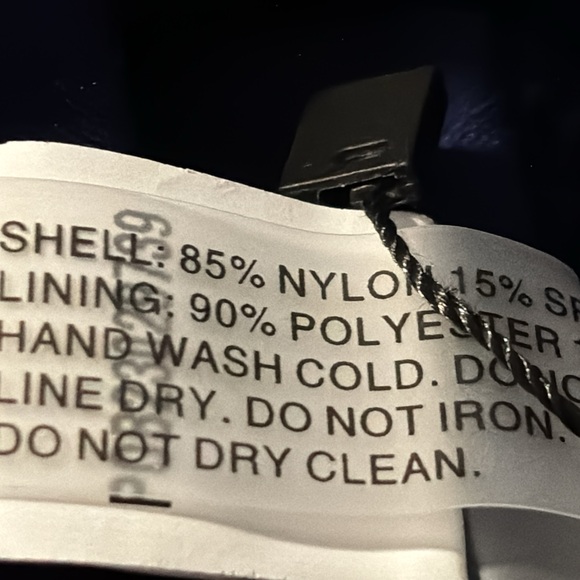 SHELL: 85% NYLON 15% SP
LINING: 90% POLYESTER 1
HAND WASH COLD. DO NO
LINE DRY. DO NOT IRON.
DO NOT DRY CLEAN.